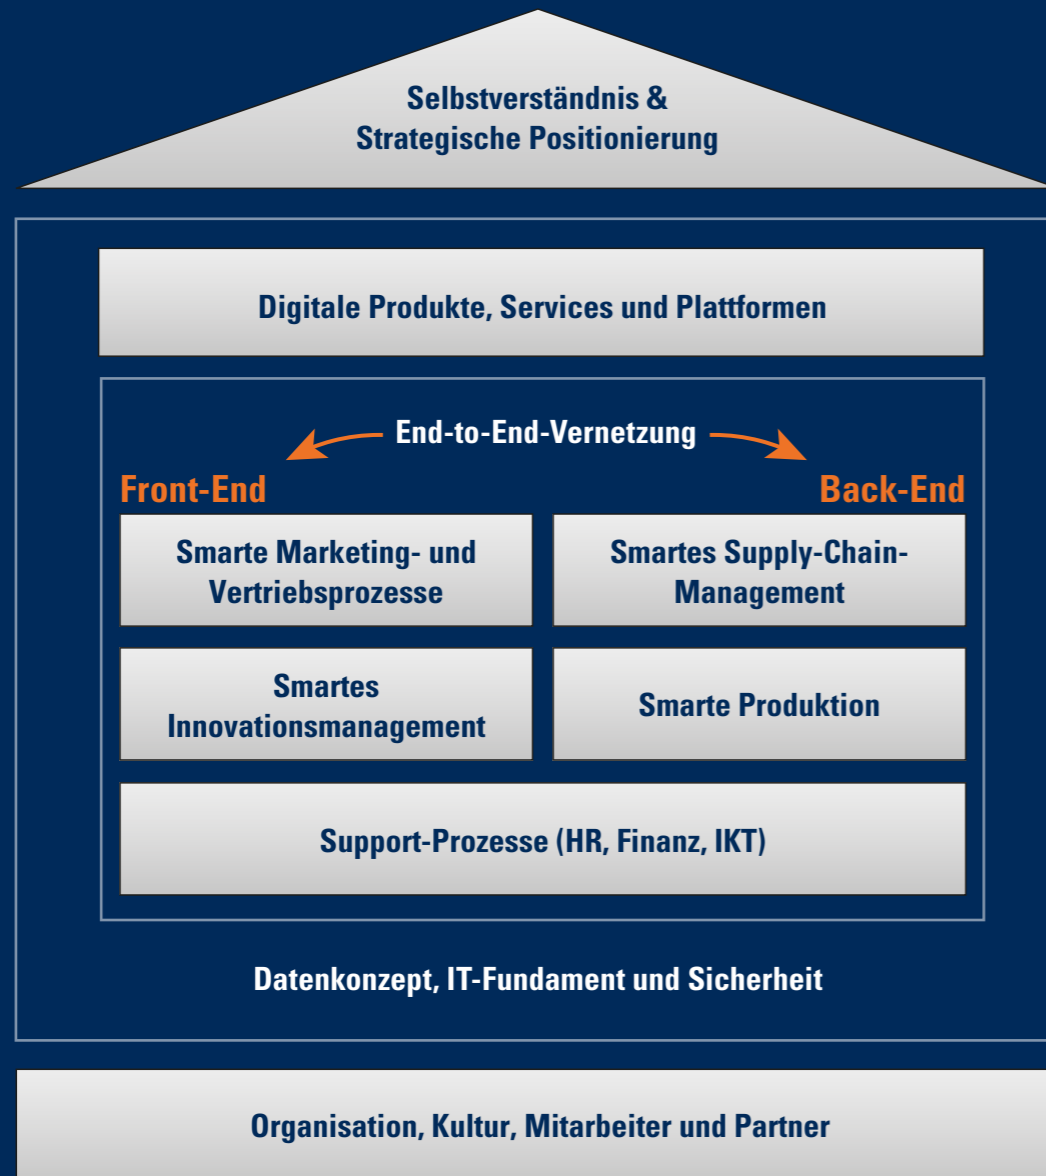 Selbstverständnis &
Strategische Positionierung
Digitale Produkte, Services und Plattformen
End-to-End-Vernetzung
Front-End
Back-End
Smarte Marketing- und
Vertriebsprozesse
Smartes Supply-Chain-
Management
Smartes
Innovationsmanagement
Smarte Produktion
Support-Prozesse (HR, Finanz, IKT)
Datenkonzept, IT-Fundament und Sicherheit
Organisation, Kultur, Mitarbeiter und Partner